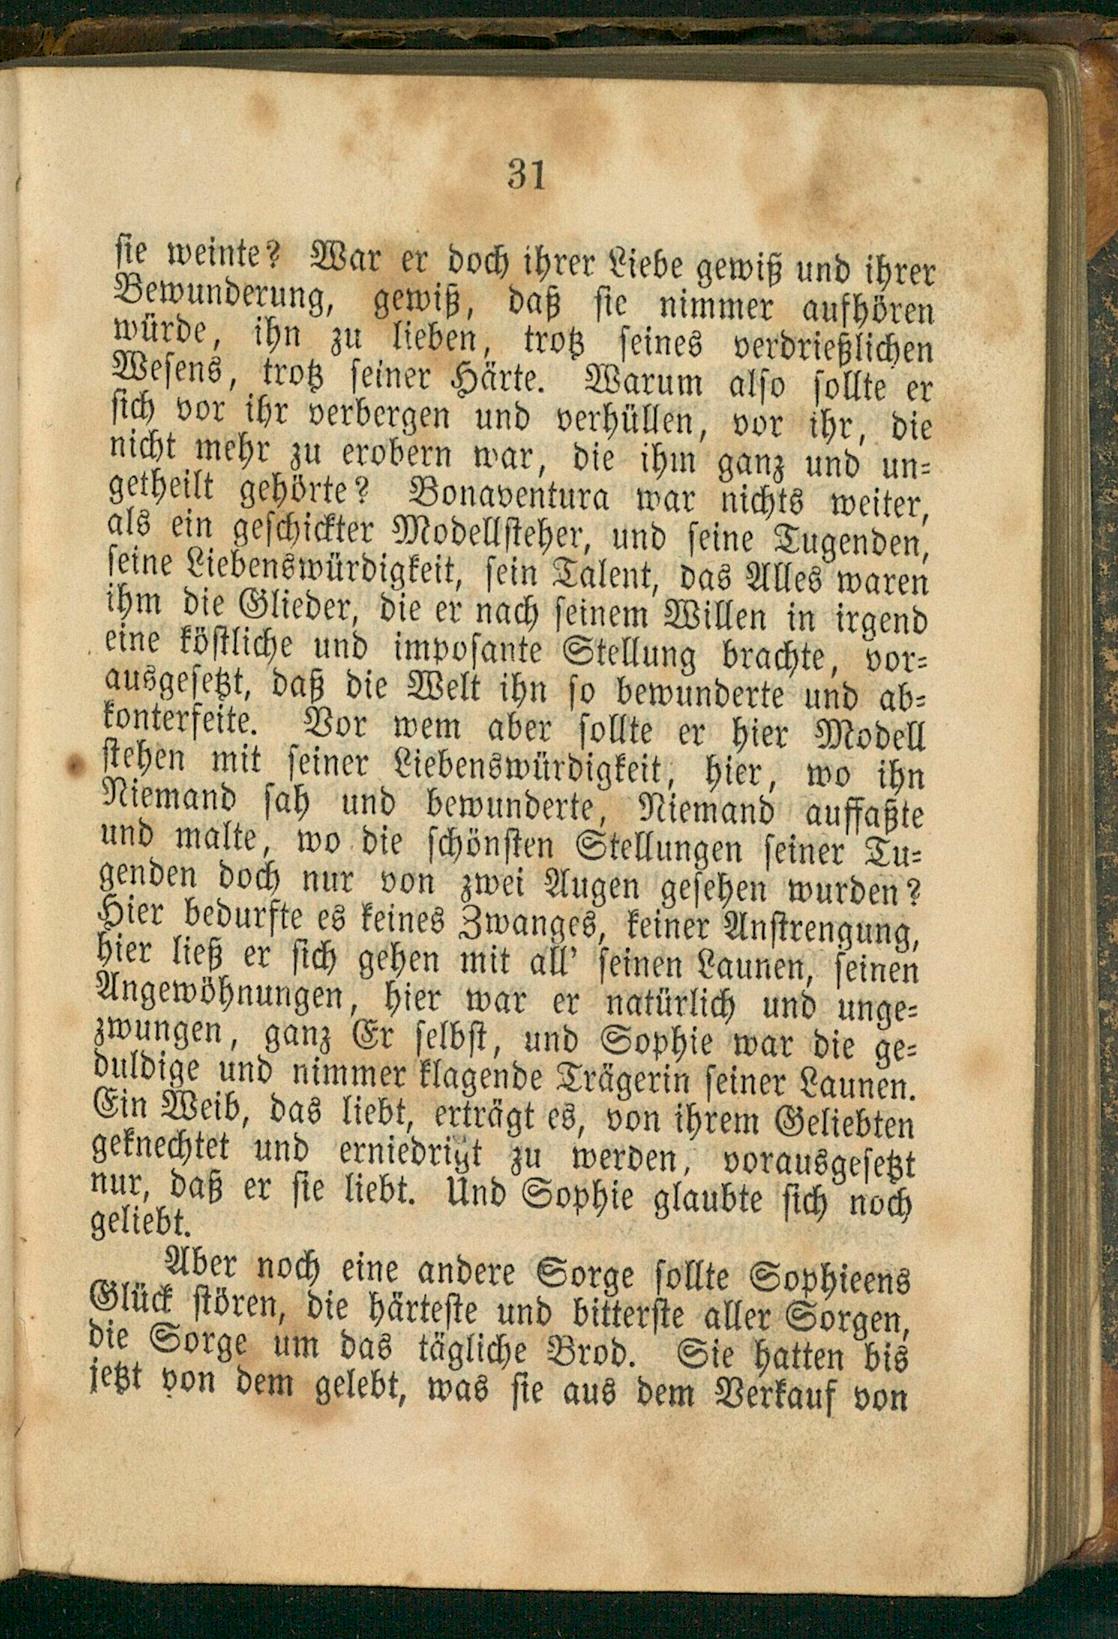 31
sie weinte? War er doch ihrer Liebe gewiß und ihrer
Bewunderung, gewiß, daß sie nimmer aufhören
würde, ihn zu lieben, trotz seines verdrießlichen
Wesens, trotz seiner Härte. Warum also sollte er
sich vor ihr verbergen und verhüllen, vor ihr, die
nicht mehr zu erobern war, die ihm ganz und un-
getheilt gehörte? Bonaventura war nichts weiter,
als ein geschickter Modellsteher, und seine Tugenden,
seine Liebenswürdigkeit, sein Talent, das Alles waren
ihm die Glieder, die er nach seinem Willen in irgend
eine köstliche und imposante Stellung brachte, vor-
ausgesetzt, daß die Welt ihn so bewunderte und ab-
konterfeite. Vor wem aber sollte er hier Modell
stehen mit seiner Liebenswürdigkeit, hier, wo ihn
Niemand sah und bewunderte, Niemand auffaßte
und malte, wo die schönsten Stellungen seiner Tu-
genden doch nur von zwei Augen gesehen wurden?
Hier bedurfte es keines Zwanges, keiner Anstrengung,
hier ließ er sich gehen mit all' seinen Launen, seinen
Angewöhnungen, hier war er natürlich und unge-
zwungen, ganz Er selbst, und Sophie war die ge-
duldige und nimmer klagende Trägerin seiner Launen.
Ein Weib, das liebt, erträgt es, von ihrem Geliebten
geknechtet und erniedrigt zu werden, vorausgesetzt
nur, daß er sie liebt. Und Sophie glaubte sich noch
geliebt.
Aber noch eine andere Sorge sollte Sophieens
Glück stören, die härteste und bitterste aller Sorgen,
die Sorge um das tägliche Brod. Sie hatten bis
jetzt von dem gelebt, was sie aus dem Verkauf von